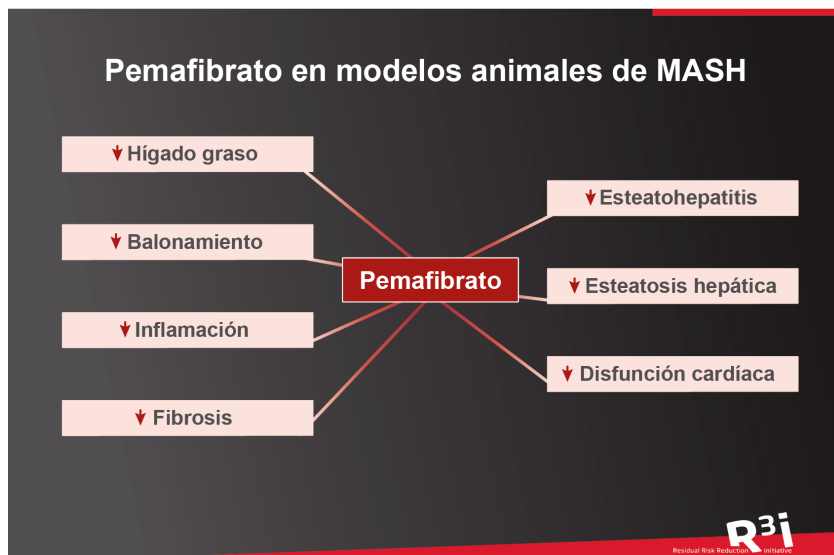 Pemafibrato en modelos animales de MASH
Hígado graso
Balonamiento
Inflamación
Fibrosis
Pemafibrato
Esteatohepatitis
Esteatosis hepática
Disfunción cardíaca
R3i
Residual Risk Reduction initiative